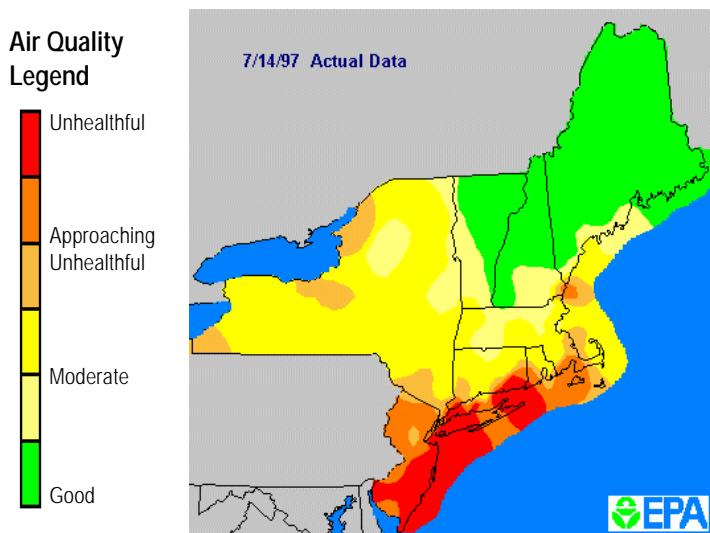 Air Quality
Legend
Unhealthful
Approaching
Unhealthful
Moderate
Good
7/14/97 Actual Data
EPA